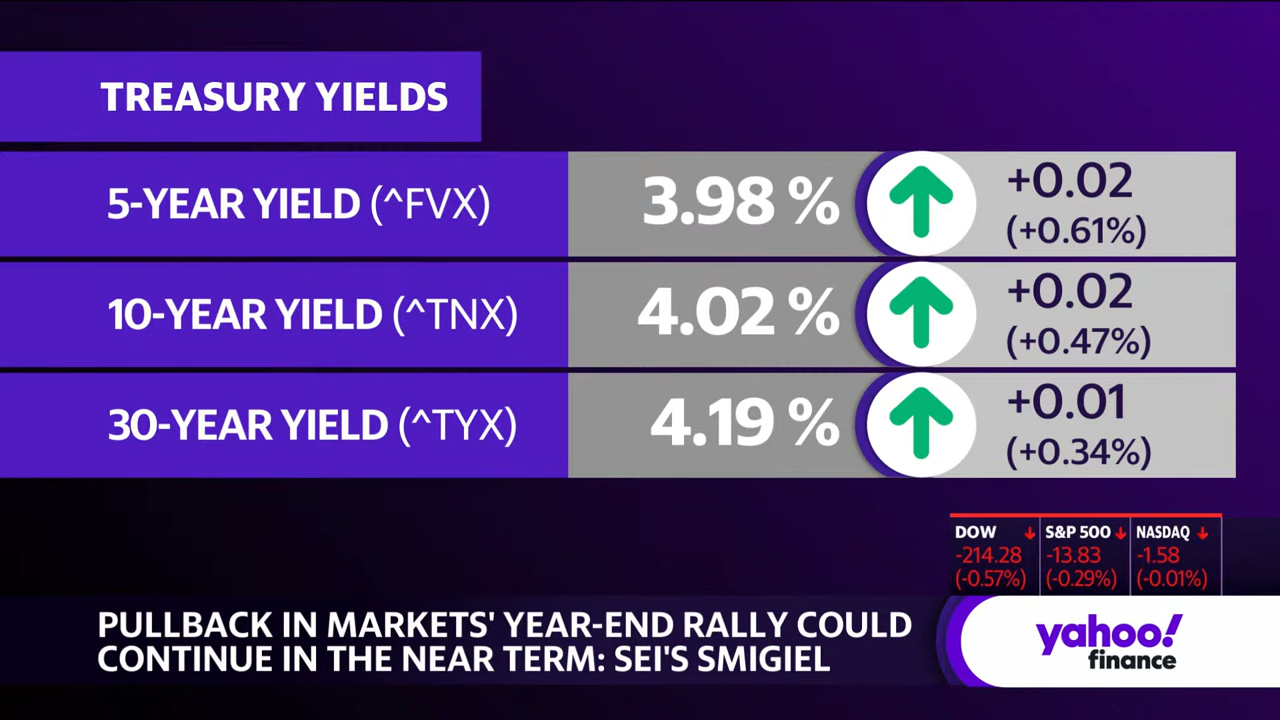 TREASURY YIELDS
5-YEAR YIELD (^FVX) 3.98 % +0.02
(+0.61%)
10-YEAR YIELD (^TNX) 4.02 % +0.02
(+0.47%)
30-YEAR YIELD (^TYX) 4.19 % +0.01
(+0.34%)
DOW S&P 500 NASDAQ
-214.28 -13.83 -1.58
(-0.57%) (-0.29%) (-0.01%)
PULLBACK IN MARKETS' YEAR-END RALLY COULD
CONTINUE IN THE NEAR TERM: SEI'S SMIGIEL
yahoo!
finance